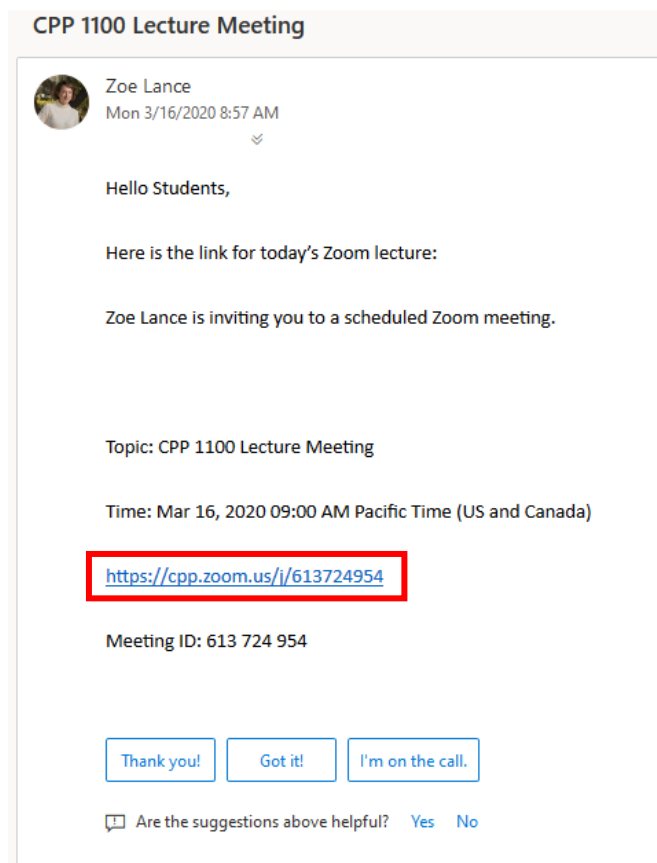 CPP 1100 Lecture Meeting
Zoe Lance
Mon 3/16/2020 8:57 AM
Hello Students,
Here is the link for today's Zoom lecture:
Zoe Lance is inviting you to a scheduled Zoom meeting.
Topic: CPP 1100 Lecture Meeting
Time: Mar 16, 2020 09:00 AM Pacific Time (US and Canada)
https://cpp.zoom.us/j/613724954
Meeting ID: 613 724 954
Thank you! Got it! I'm on the call.
Are the suggestions above helpful? Yes No